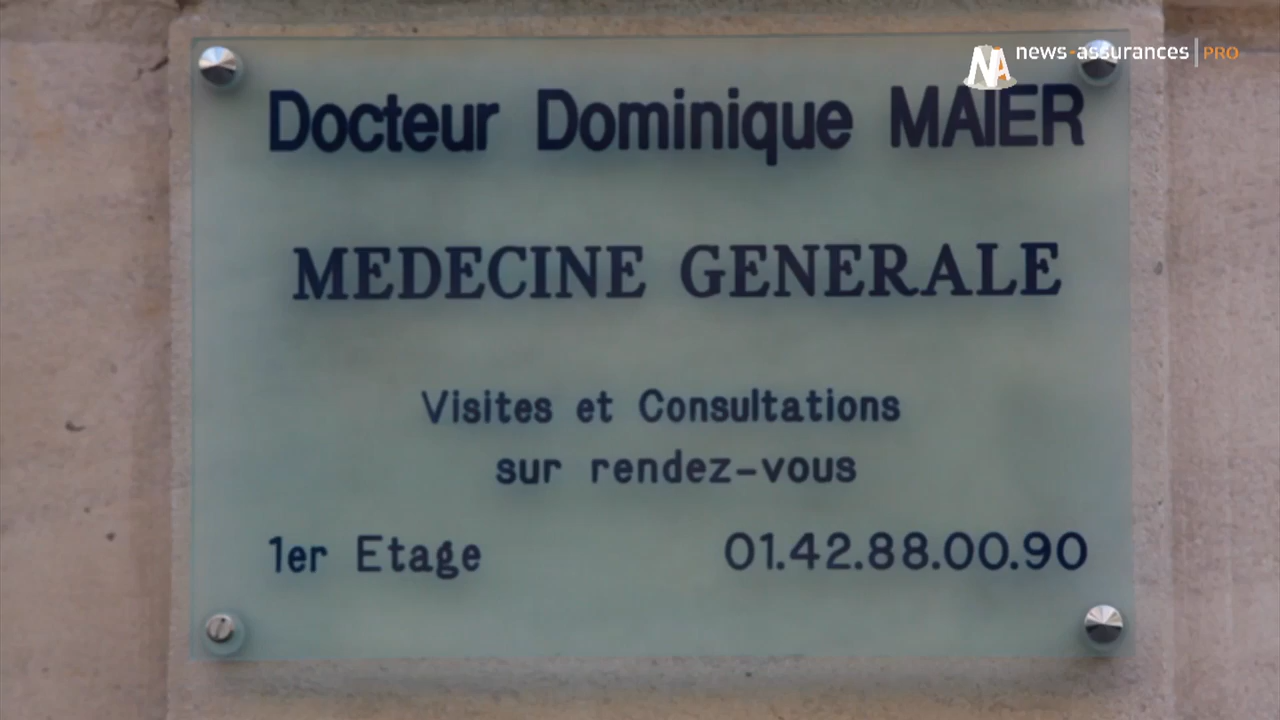 NA news-assurances | PRO
Docteur Dominique MAIER
MEDECINE GENERALE
Visites et Consultations
sur rendez-vous
1er Etage 01.42.88.00.90